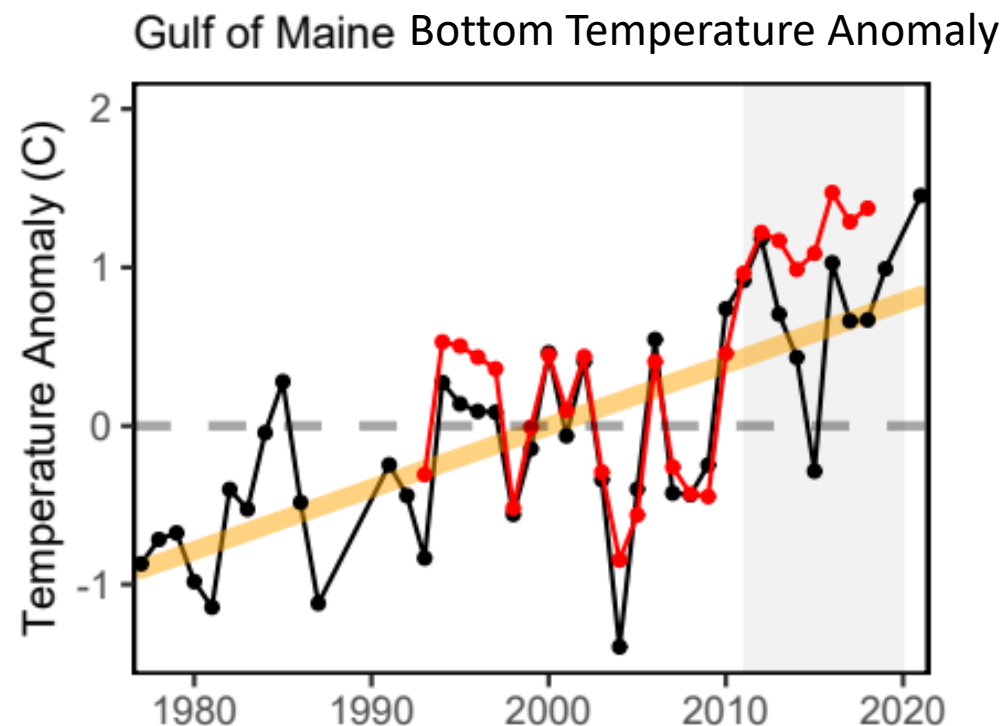 Gulf of Maine Bottom Temperature Anomaly
Temperature Anomaly (C)
2
1
0
-1
1980 1990 2000 2010 2020